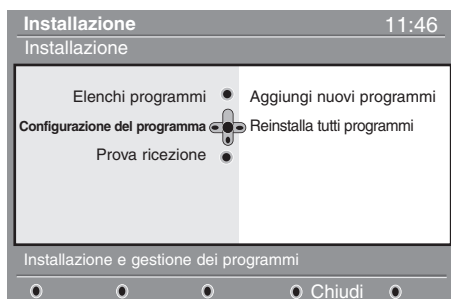 Installazione 11:46
Installazione
Elenchi programmi Aggiungi nuovi programmi
Configurazione del programma Reinstalla tutti programmi
Prova ricezione
Installazione e gestione dei programmi
Chiudi